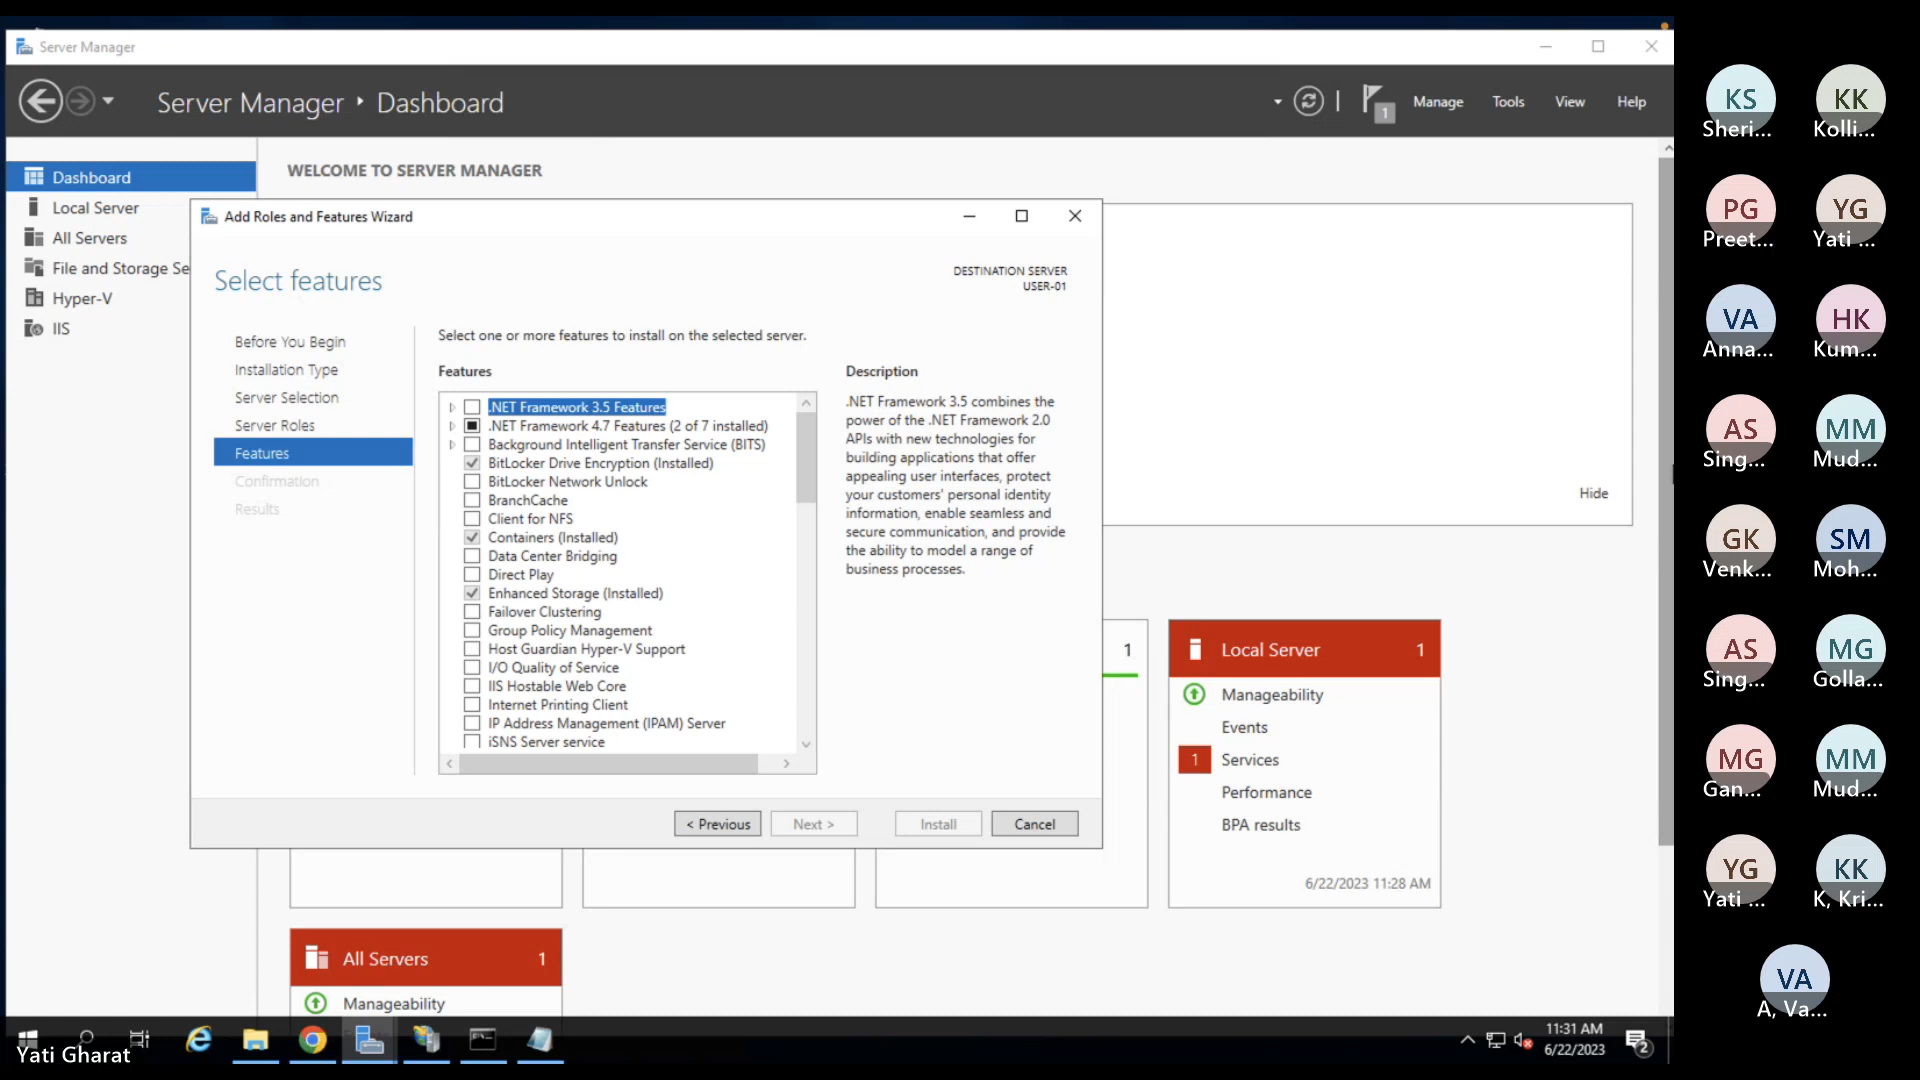 Server Manager
Server Manager ‣ Dashboard
1
Manage
Tools
View
Help
Dashboard
Local Server
All Servers
File and Storage Se
Hyper-V
IIS
WELCOME TO SERVER MANAGER
Add Roles and Features Wizard
Select features
DESTINATION SERVER
USER-01
Before You Begin
Installation Type
Server Selection
Server Roles
Features
Confirmation
Results
Select one or more features to install on the selected server.
Features
.NET Framework 3.5 Features
.NET Framework 4.7 Features (2 of 7 installed)
Background Intelligent Transfer Service (BITS)
BitLocker Drive Encryption (Installed)
BitLocker Network Unlock
BranchCache
Client for NFS
Containers (Installed)
Data Center Bridging
Direct Play
Enhanced Storage (Installed)
Failover Clustering
Group Policy Management
Host Guardian Hyper-V Support
I/O Quality of Service
IIS Hostable Web Core
Internet Printing Client
IP Address Management (IPAM) Server
iSNS Server service
Description
.NET Framework 3.5 combines the
power of the .NET Framework 2.0
APIs with new technologies for
building applications that offer
appealing user interfaces, protect
your customers' personal identity
information, enable seamless and
secure communication, and provide
the ability to model a range of
business processes.
< Previous
Next >
Install
Cancel
Hide
1
Local Server 1
Manageability
Events
1 Services
Performance
BPA results
6/22/2023 11:28 AM
All Servers 1
Manageability
Yati Gharat
11:31 AM
6/22/2023
2
KS
Sheri...
KK
Kolli...
PG
Preet...
YG
Yati ...
VA
Anna...
HK
Kum...
AS
Sing...
MM
Mud...
GK
Venk...
SM
Moh...
AS
Sing...
MG
Golla...
MG
Gan...
MM
Mud...
YG
Yati ...
KK
K, Kri...
VA
A, Va...